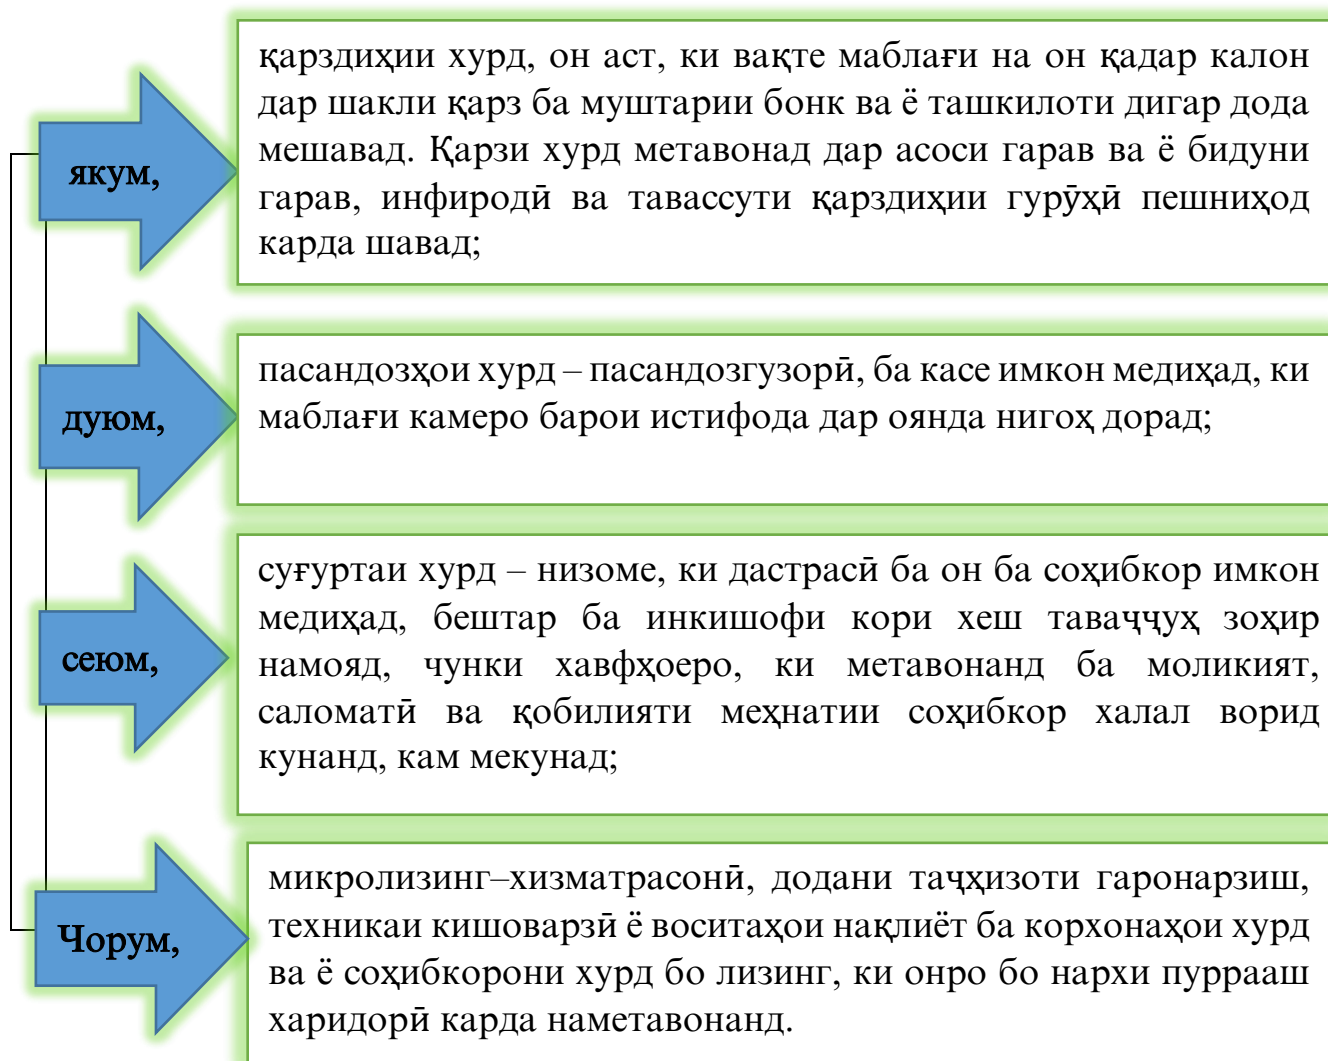 якум,
қарздиҳии хурд, он аст, ки вақте маблағи на он қадар калон
дар шакли қарз ба муштарии бонк ва ё ташкилоти дигар дода
мешавад. Қарзи хурд метавонад дар асоси гарав ва ё бидуни
гарав, инфиродӣ ва тавассути қарздиҳии гурӯҳӣ пешниҳод
карда шавад;
дуюм,
пасандозҳои хурд – пасандозгузорӣ, ба касе имкон медиҳад, ки
маблағи камеро барои истифода дар оянда нигоҳ дорад;
сеюм,
суғуртаи хурд – низоме, ки дастрасӣ ба он ба соҳибкор имкон
медиҳад, бештар ба инкишофи кори хеш таваҷҷуҳ зоҳир
намояд, чунки хавфҳоеро, ки метавонанд ба моликият,
саломатӣ ва қобилияти меҳнатии соҳибкор халал ворид
кунанд, кам мекунад;
Чорум,
микролизинг–хизматрасонӣ, додани таҷҳизоти гаронарзиш,
техникаи кишоварзӣ ё воситаҳои нақлиёт ба корхонаҳои хурд
ва ё соҳибкорони хурд бо лизинг, ки онро бо нархи пуррааш
харидорӣ карда наметавонанд.